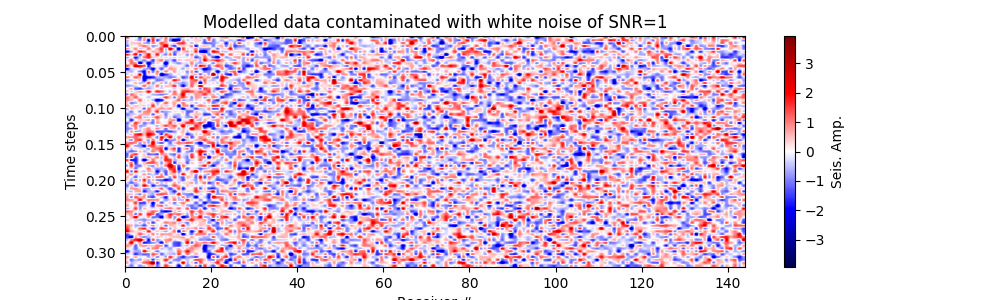 Modelled data contaminated with white noise of SNR=1
0.00
0.05
0.10
0.15
0.20
0.25
0.30
Time steps
0 20 40 60 80 100 120 140
Receiver #
3
2
1
0
−1
−2
−3
Seis. Amp.